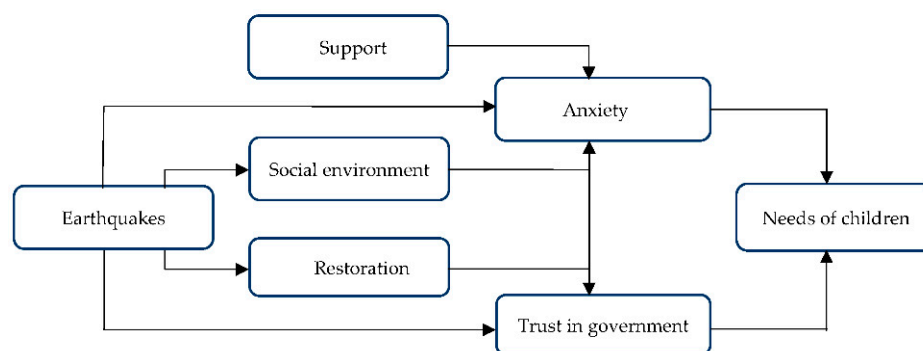 Support
Anxiety
Social environment
Earthquakes
Needs of children
Restoration
Trust in government